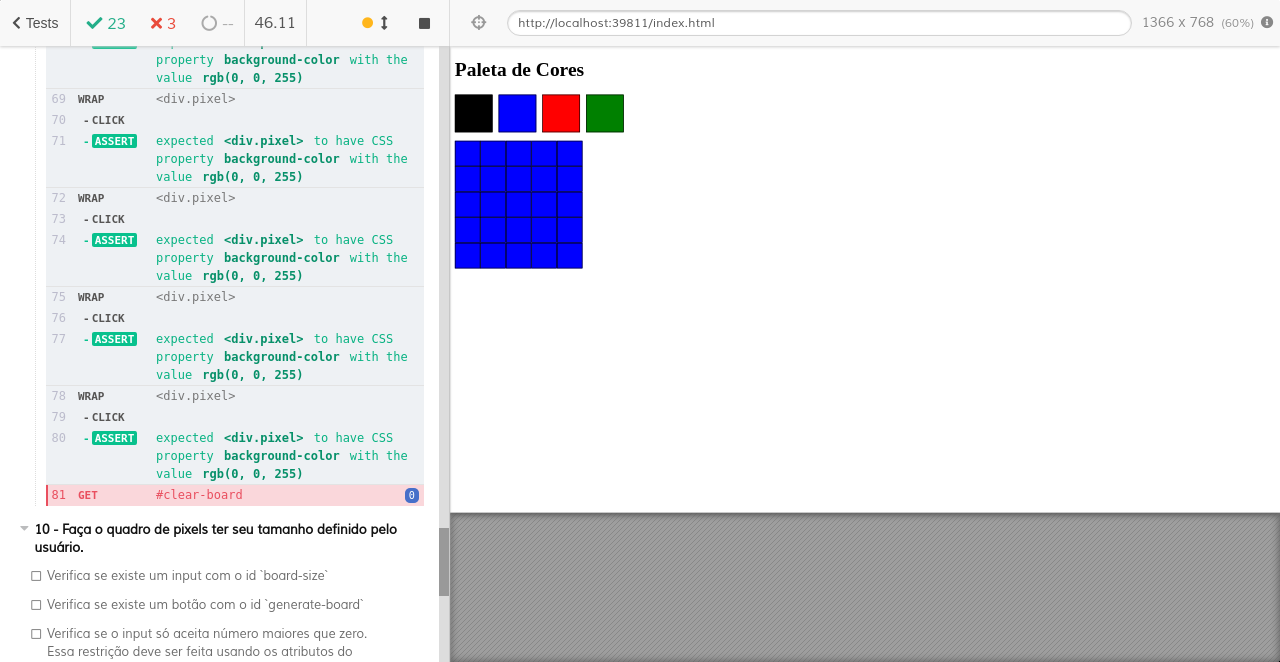 Tests
23
3
--
46.11
http://localhost:39811/index.html
1366 x 768 (60%)
property background-color with the
value rgb(0, 0, 255)
69 WRAP <div.pixel>
70 -CLICK
71 -ASSERT expected <div.pixel> to have CSS
property background-color with the
value rgb(0, 0, 255)
72 WRAP <div.pixel>
73 -CLICK
74 -ASSERT expected <div.pixel> to have CSS
property background-color with the
value rgb(0, 0, 255)
75 WRAP <div.pixel>
76 -CLICK
77 -ASSERT expected <div.pixel> to have CSS
property background-color with the
value rgb(0, 0, 255)
78 WRAP <div.pixel>
79 -CLICK
80 -ASSERT expected <div.pixel> to have CSS
property background-color with the
value rgb(0, 0, 255)
81 GET #clear-board 0
10 - Faça o quadro de pixels ter seu tamanho definido pelo
usuário.
Verifica se existe um input com o id `board-size`
Verifica se existe um botão com o id `generate-board`
Verifica se o input só aceita número maiores que zero.
Essa restrição deve ser feita usando os atributos do
Paleta de Cores